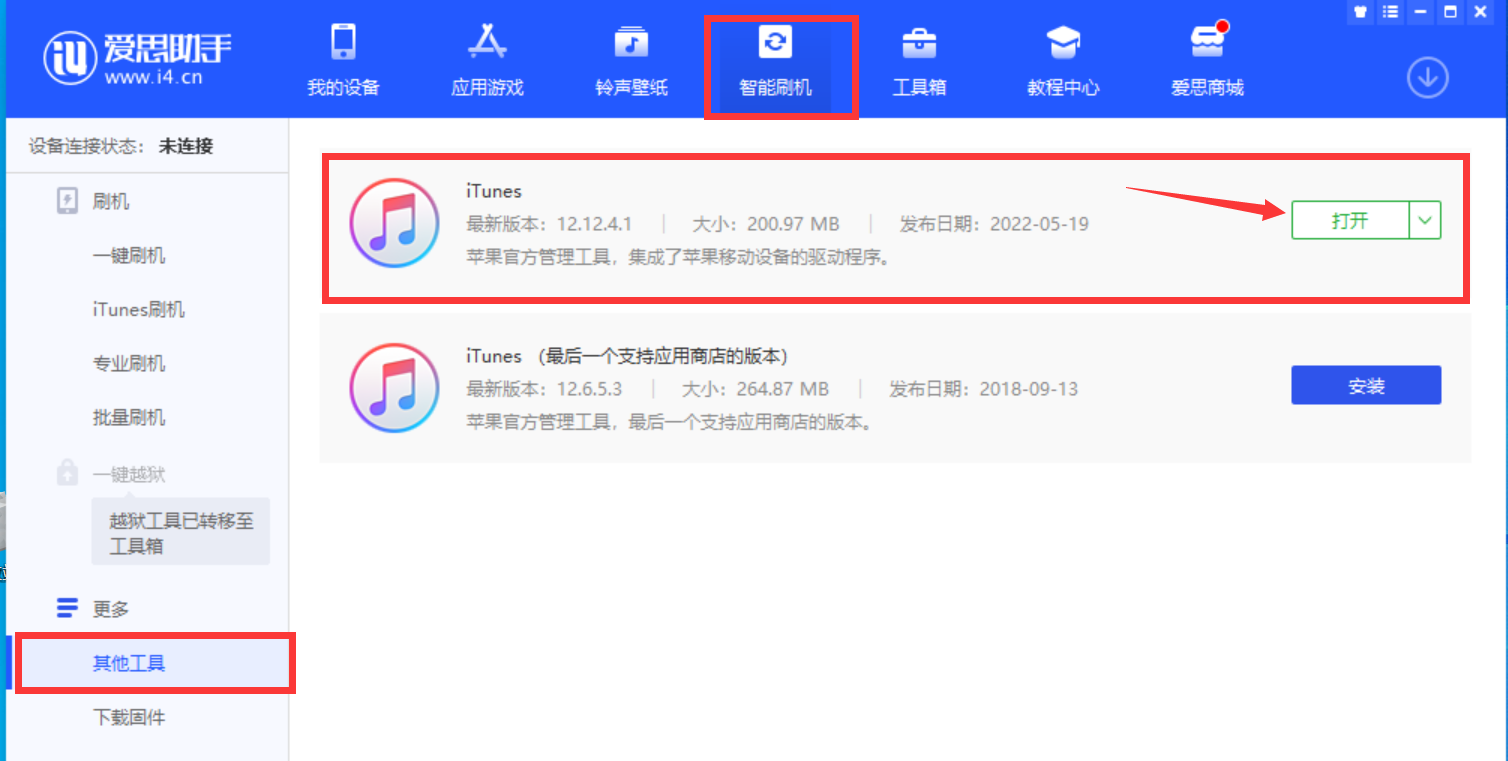 iU 爱思助手
www.i4.cn
我的设备
应用游戏
铃声壁纸
智能刷机
工具箱
教程中心
爱思商城
设备连接状态： 未连接
刷机
一键刷机
iTunes刷机
专业刷机
批量刷机
一键越狱
越狱工具已转移至
工具箱
更多
其他工具
下载固件
iTunes
最新版本：12.12.4.1 | 大小：200.97 MB | 发布日期：2022-05-19
苹果官方管理工具，集成了苹果移动设备的驱动程序。
打开
iTunes （最后一个支持应用商店的版本）
最新版本：12.6.5.3 | 大小：264.87 MB | 发布日期：2018-09-13
苹果官方管理工具，最后一个支持应用商店的版本。
安装